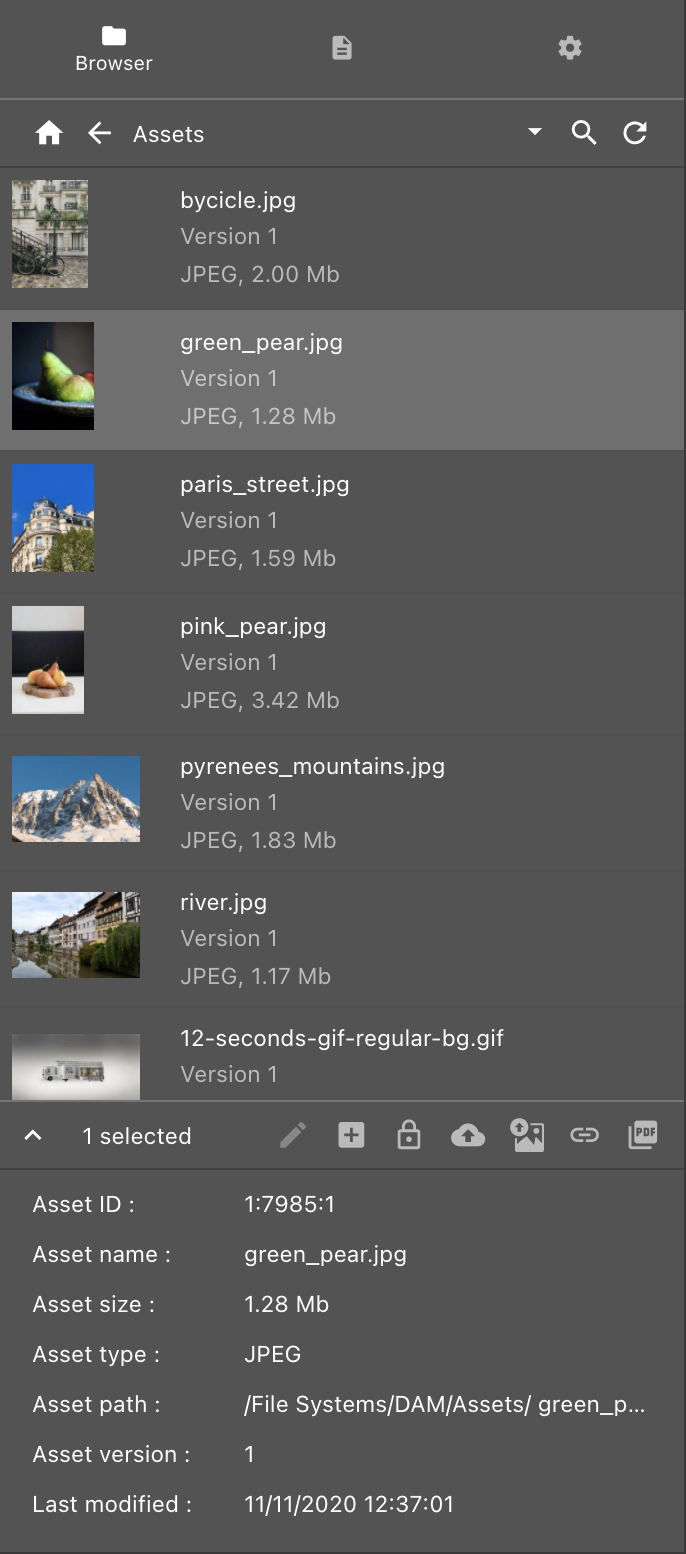 Browser
Assets
bycicle.jpg
Version 1
JPEG, 2.00 Mb
green_pear.jpg
Version 1
JPEG, 1.28 Mb
paris_street.jpg
Version 1
JPEG, 1.59 Mb
pink_pear.jpg
Version 1
JPEG, 3.42 Mb
pyrenees_mountains.jpg
Version 1
JPEG, 1.83 Mb
river.jpg
Version 1
JPEG, 1.17 Mb
12-seconds-gif-regular-bg.gif
Version 1
1 selected PDF
Asset ID : 1:7985:1
Asset name : green_pear.jpg
Asset size : 1.28 Mb
Asset type : JPEG
Asset path : /File Systems/DAM/Assets/ green_p...
Asset version : 1
Last modified : 11/11/2020 12:37:01